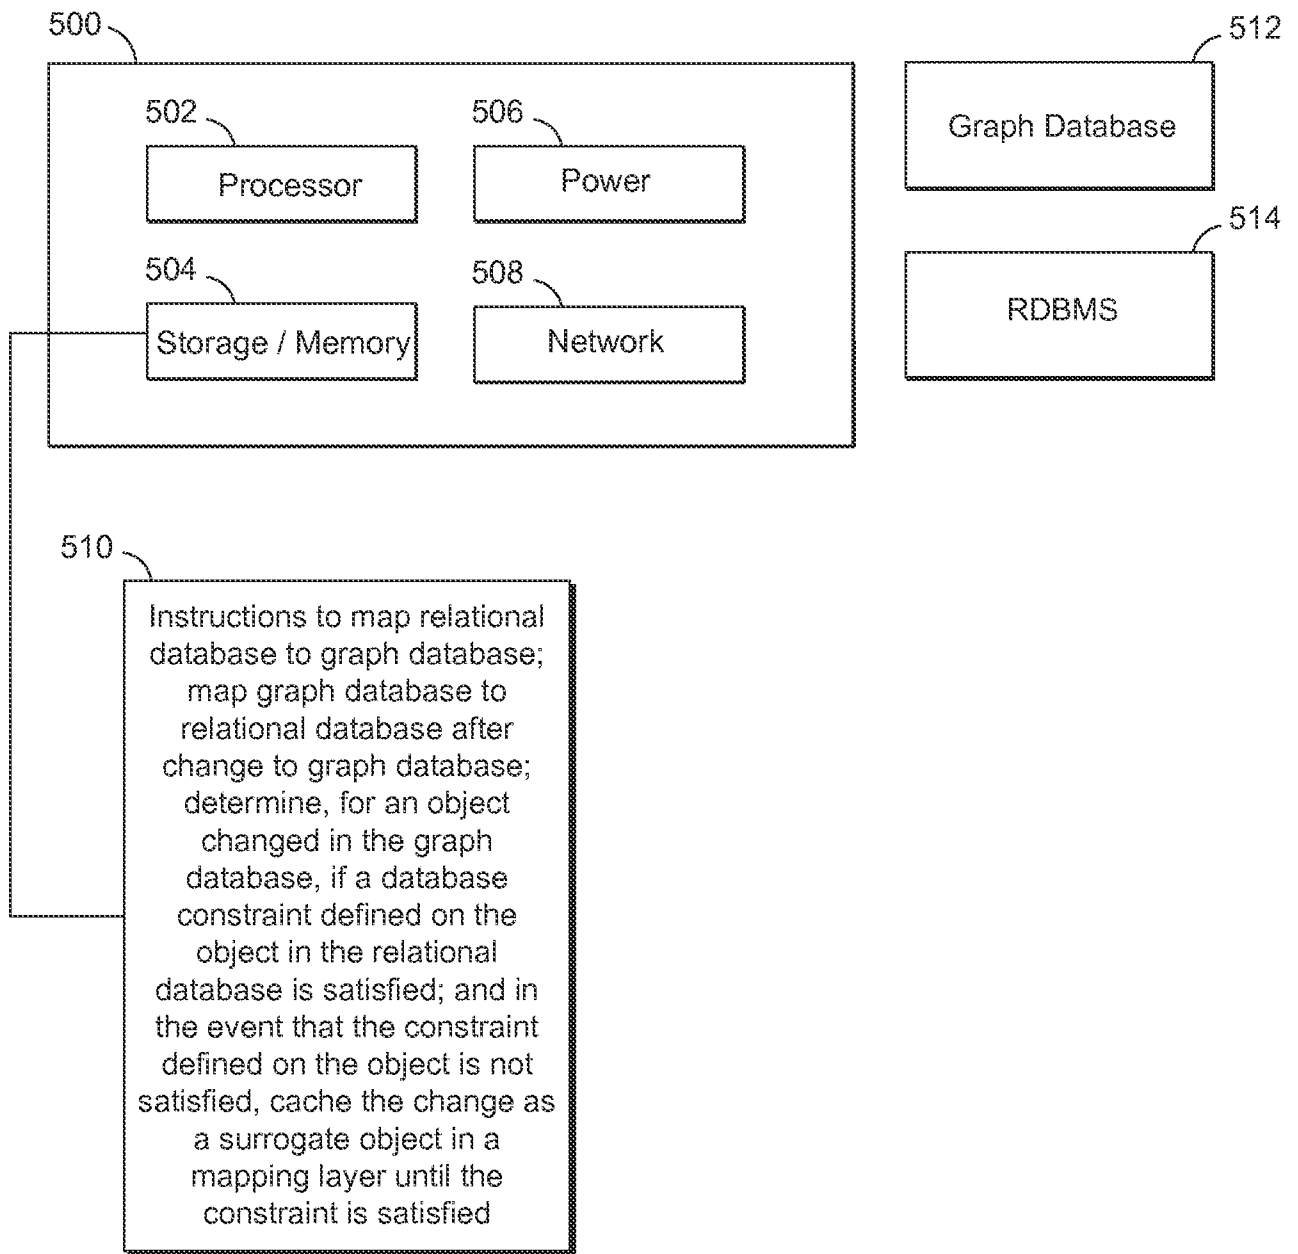 500
512
502
506
Graph Database
Processor
Power
514
504
508
RDBMS
Storage / Memory
Network
510
Instructions to map relational
database to graph database;
map graph database to
relational database after
change to graph database;
determine, for an object
changed in the graph
database, if a database
constraint defined on the
object in the relational
database is satisfied; and in
the event that the constraint
defined on the object is not
satisfied, cache the change as
a surrogate object in a
mapping layer until the
constraint is satisfied